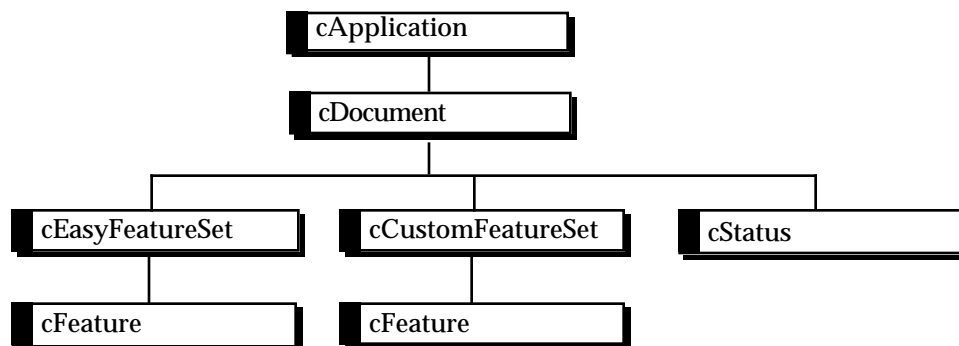 cApplication
cDocument
cEasyFeatureSet
cCustomFeatureSet
cStatus
cFeature
cFeature